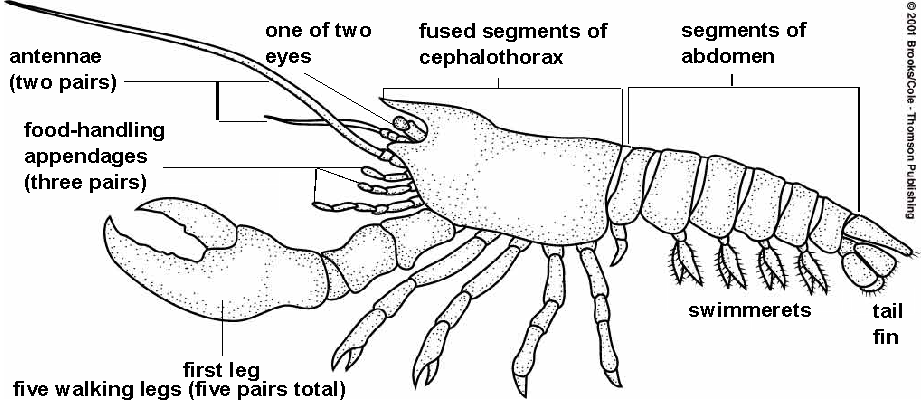 antennae
(two pairs)
one of two
eyes
fused segments of
cephalothorax
segments of
abdomen
food-handling
appendages
(three pairs)
swimmerets
tail
fin
first leg
five walking legs (five pairs total)
© 2001 Brooks/Cole - Thomson Publishing